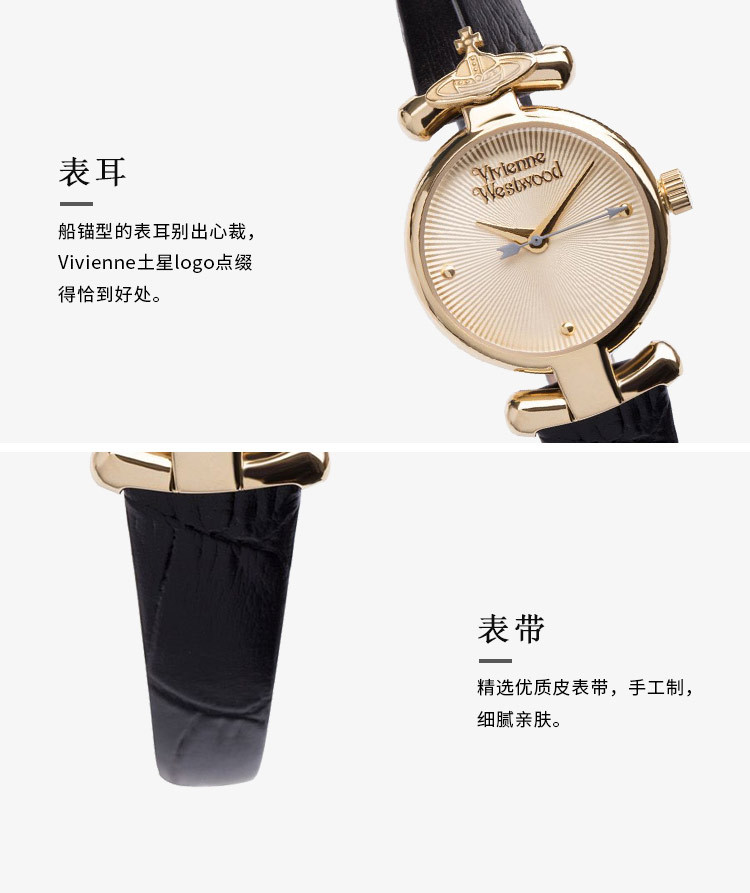 Vivienne
Westwood
表耳
船锚型的表耳别出心裁，
Vivienne土星logo点缀
得恰到好处。
表带
精选优质皮表带，手工制，
细腻亲肤。